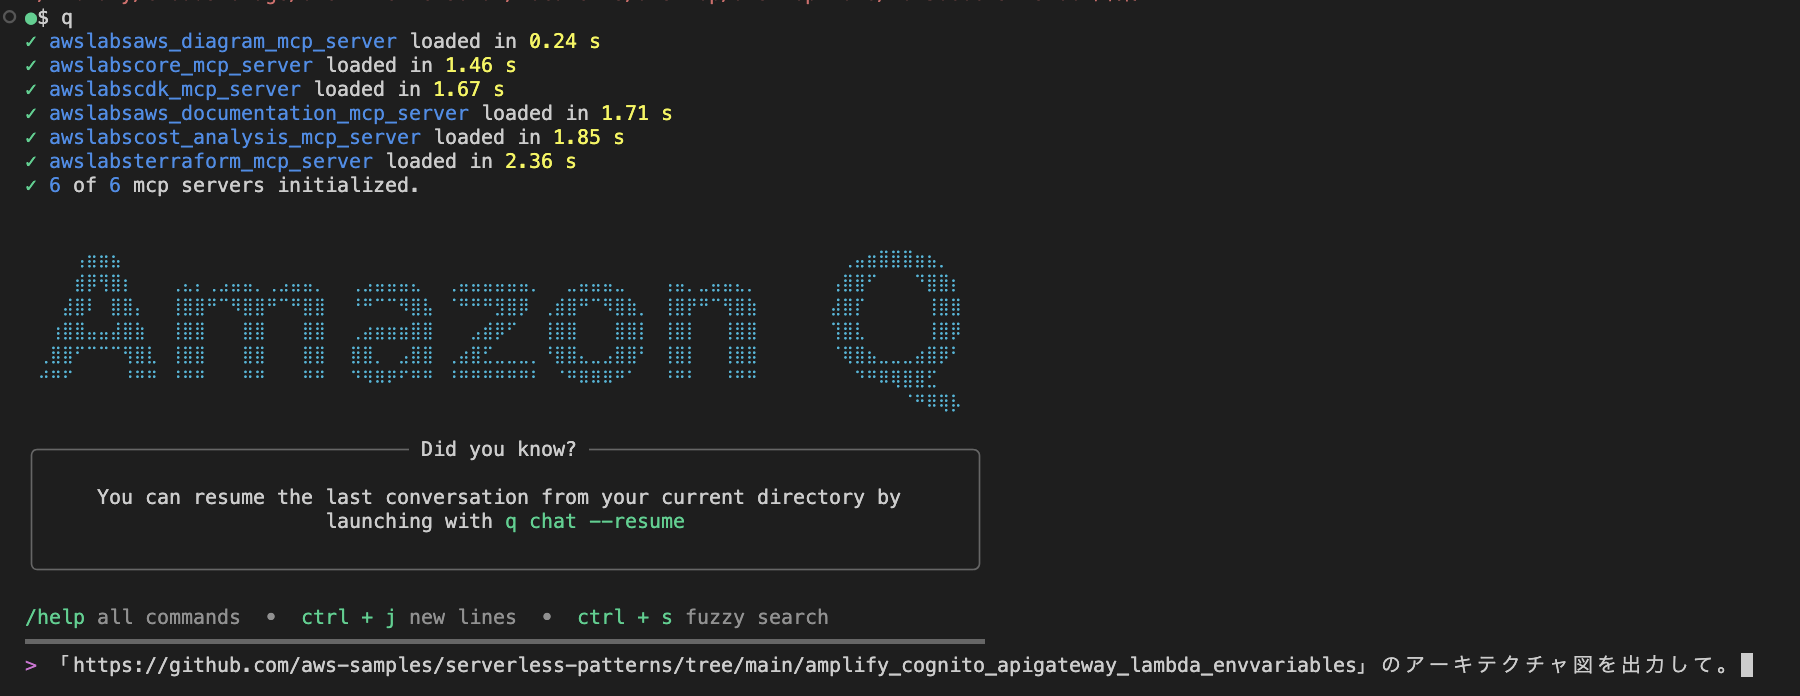 $ q
✓ awslabsaws_diagram_mcp_server loaded in 0.24 s
✓ awslabscore_mcp_server loaded in 1.46 s
✓ awslabscdk_mcp_server loaded in 1.67 s
✓ awslabsaws_documentation_mcp_server loaded in 1.71 s
✓ awslabscost_analysis_mcp_server loaded in 1.85 s
✓ awslabsterraform_mcp_server loaded in 2.36 s
✓ 6 of 6 mcp servers initialized.
Amazon Q
Did you know?
You can resume the last conversation from your current directory by
launching with q chat --resume
/help all commands • ctrl + j new lines • ctrl + s fuzzy search
> 「https://github.com/aws-samples/serverless-patterns/tree/main/amplify_cognito_apigateway_lambda_envvariables」のアーキテクチャ図を出力して。